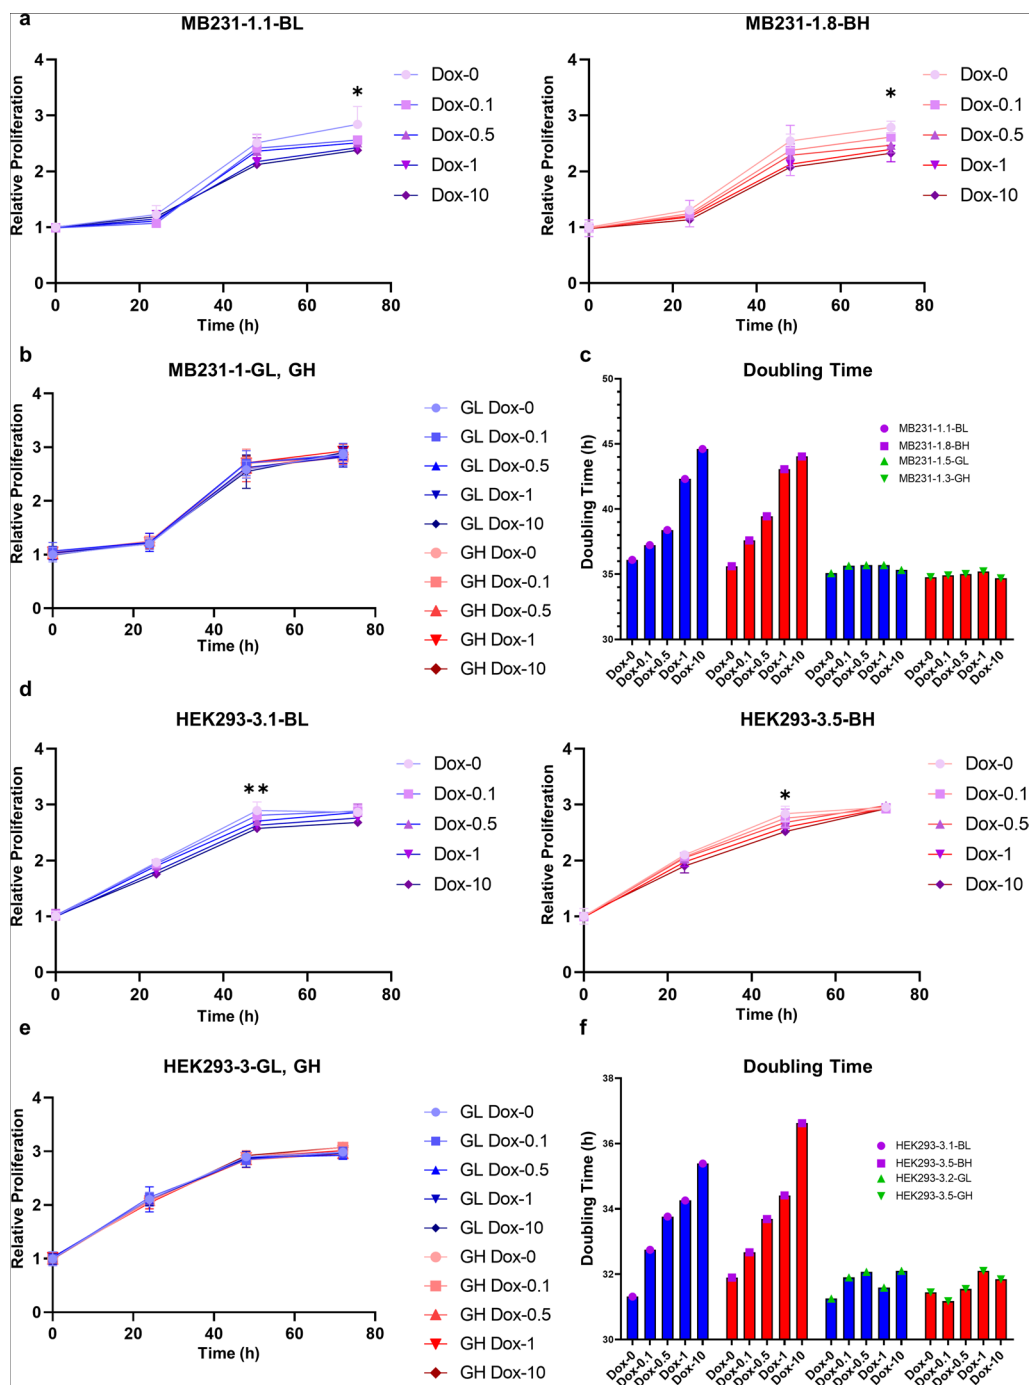 a
MB231-1.1-BL
MB231-1.8-BH
Relative Proliferation
4
3
2
1
0
0 20 40 60 80
Time (h)
*
Dox-0
Dox-0.1
Dox-0.5
Dox-1
Dox-10
Relative Proliferation
4
3
2
1
0
0 20 40 60 80
Time (h)
*
Dox-0
Dox-0.1
Dox-0.5
Dox-1
Dox-10
b
MB231-1-GL, GH
Relative Proliferation
4
3
2
1
0
0 20 40 60 80
Time (h)
GL Dox-0
GL Dox-0.1
GL Dox-0.5
GL Dox-1
GL Dox-10
GH Dox-0
GH Dox-0.1
GH Dox-0.5
GH Dox-1
GH Dox-10
c
Doubling Time
Doubling Time (h)
50
45
40
35
30
MB231-1.1-BL
MB231-1.8-BH
MB231-1.5-GL
MB231-1.3-GH
Dox-0 Dox-0.1 Dox-0.5 Dox-1 Dox-10 Dox-0 Dox-0.1 Dox-0.5 Dox-1 Dox-10 Dox-0 Dox-0.1 Dox-0.5 Dox-1 Dox-10 Dox-0 Dox-0.1 Dox-0.5 Dox-1 Dox-10
d
HEK293-3.1-BL
HEK293-3.5-BH
Relative Proliferation
4
3
2
1
0
0 20 40 60 80
Time (h)
**
Dox-0
Dox-0.1
Dox-0.5
Dox-1
Dox-10
Relative Proliferation
4
3
2
1
0
0 20 40 60 80
Time (h)
*
Dox-0
Dox-0.1
Dox-0.5
Dox-1
Dox-10
e
HEK293-3-GL, GH
Relative Proliferation
4
3
2
1
0
0 20 40 60 80
Time (h)
GL Dox-0
GL Dox-0.1
GL Dox-0.5
GL Dox-1
GL Dox-10
GH Dox-0
GH Dox-0.1
GH Dox-0.5
GH Dox-1
GH Dox-10
f
Doubling Time
Doubling Time (h)
38
36
34
32
30
HEK293-3.1-BL
HEK293-3.5-BH
HEK293-3.2-GL
HEK293-3.5-GH
Dox-0 Dox-0.1 Dox-0.5 Dox-1 Dox-10 Dox-0 Dox-0.1 Dox-0.5 Dox-1 Dox-10 Dox-0 Dox-0.1 Dox-0.5 Dox-1 Dox-10 Dox-0 Dox-0.1 Dox-0.5 Dox-1 Dox-10